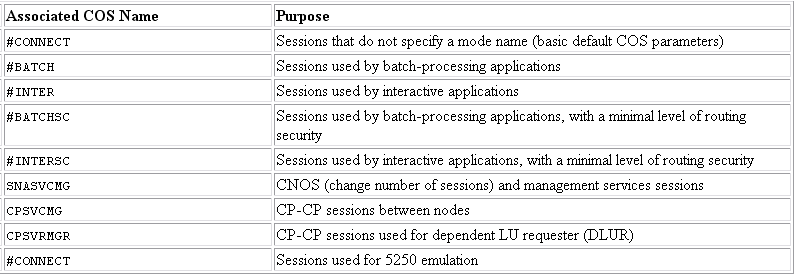 Associated COS Name Purpose
#CONNECT Sessions that do not specify a mode name (basic default COS parameters)
#BATCH Sessions used by batch-processing applications
#INTER Sessions used by interactive applications
#BATCHSC Sessions used by batch-processing applications, with a minimal level of routing
security
#INTERSC Sessions used by interactive applications, with a minimal level of routing security
SNASVCMG CNOS (change number of sessions) and management services sessions
CPSVCMG CP-CP sessions between nodes
CPSVRMGR CP-CP sessions used for dependent LU requester (DLUR)
#CONNECT Sessions used for 5250 emulation